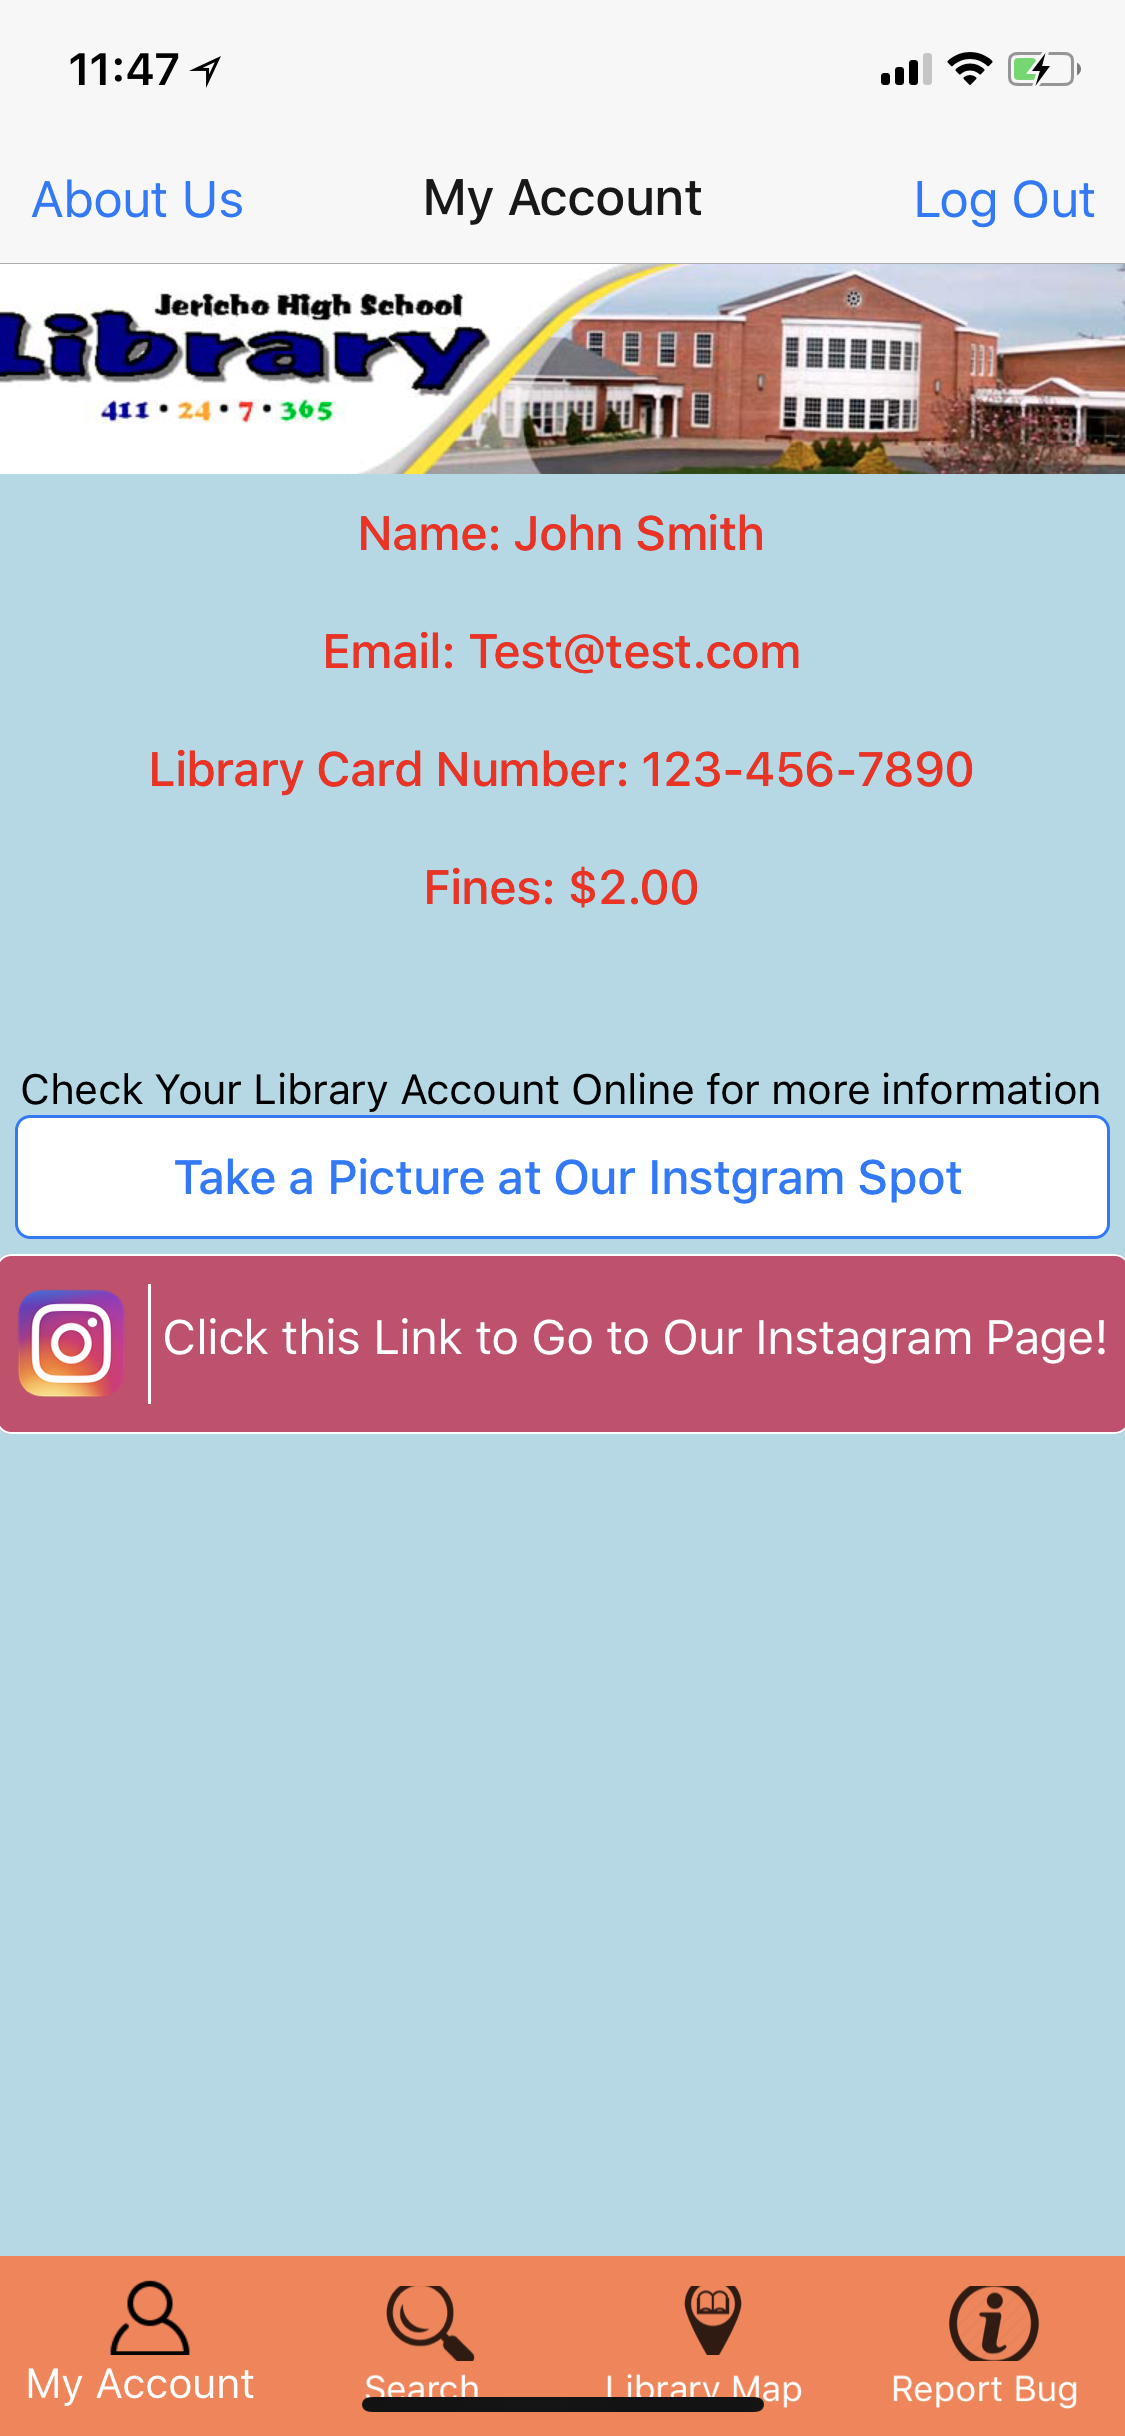 11:47
About Us
My Account
Log Out
Jericho High School
Library
411 • 24 • 7 • 365
Name: John Smith
Email: Test@test.com
Library Card Number: 123-456-7890
Fines: $2.00
Check Your Library Account Online for more information
Take a Picture at Our Instgram Spot
Click this Link to Go to Our Instagram Page!
My Account
Search
Library Map
Report Bug